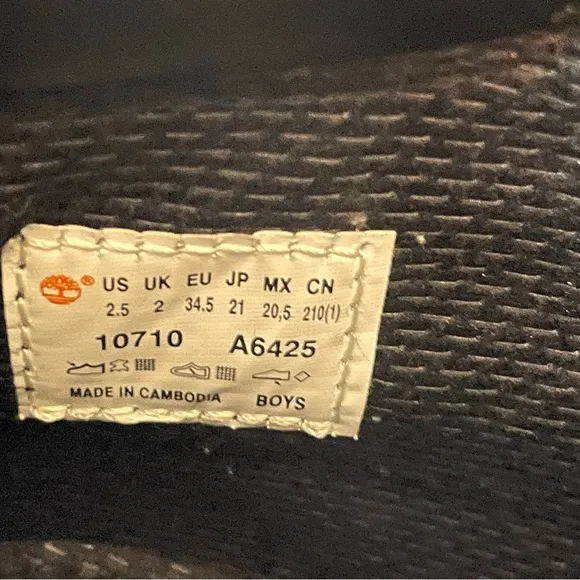 ® US UK EU JP MX CN
2.5 2 34.5 21 20,5 210(1)
10710 A6425
MADE IN CAMBODIA BOYS